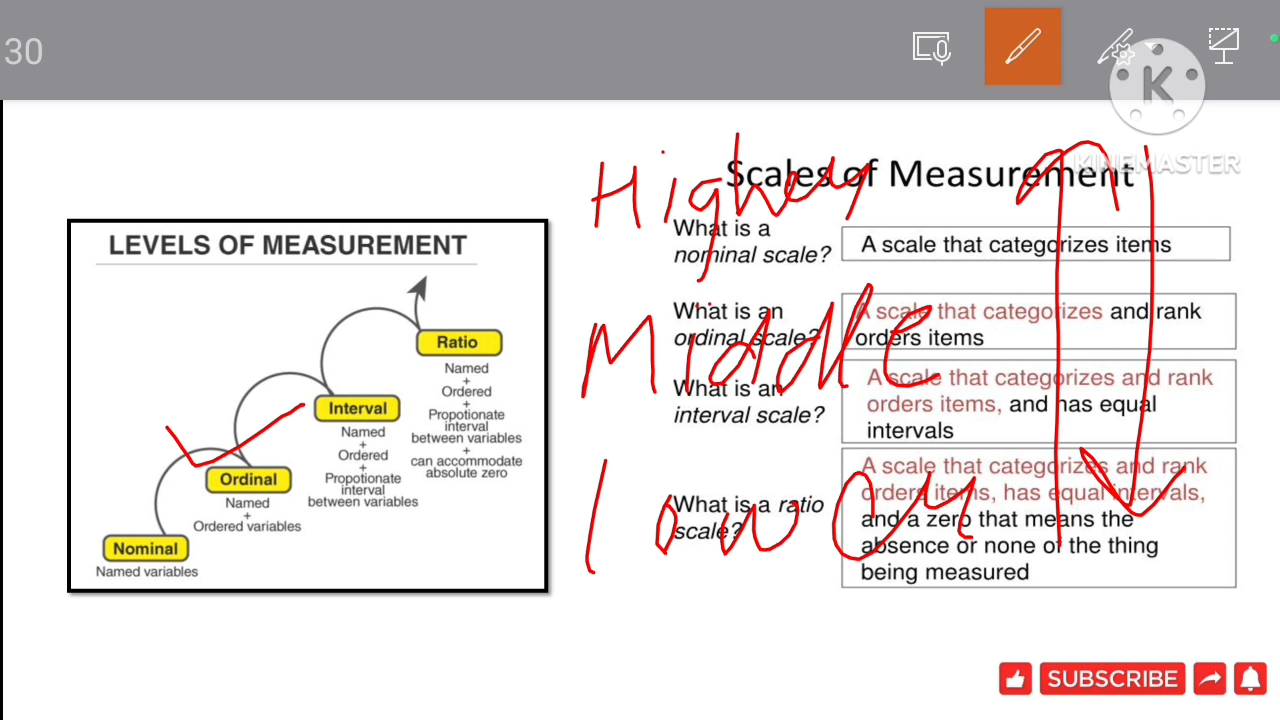 30
KINEMASTER
Scales of Measurement
Higher
Middle
lower
LEVELS OF MEASUREMENT
Ratio
Named
+
Ordered
+
Propotionate
interval
between variables
+
can accommodate
absolute zero
Interval
Named
+
Ordered
+
Propotionate
interval
between variables
Ordinal
Named
+
Ordered variables
Nominal
Named variables
What is a
nominal scale?
A scale that categorizes items
What is an
ordinal scale?
A scale that categorizes and rank
orders items
What is an
interval scale?
A scale that categorizes and rank
orders items, and has equal
intervals
What is a ratio
scale?
A scale that categorizes and rank
orders items, has equal intervals,
and a zero that means the
absence or none of the thing
being measured
SUBSCRIBE